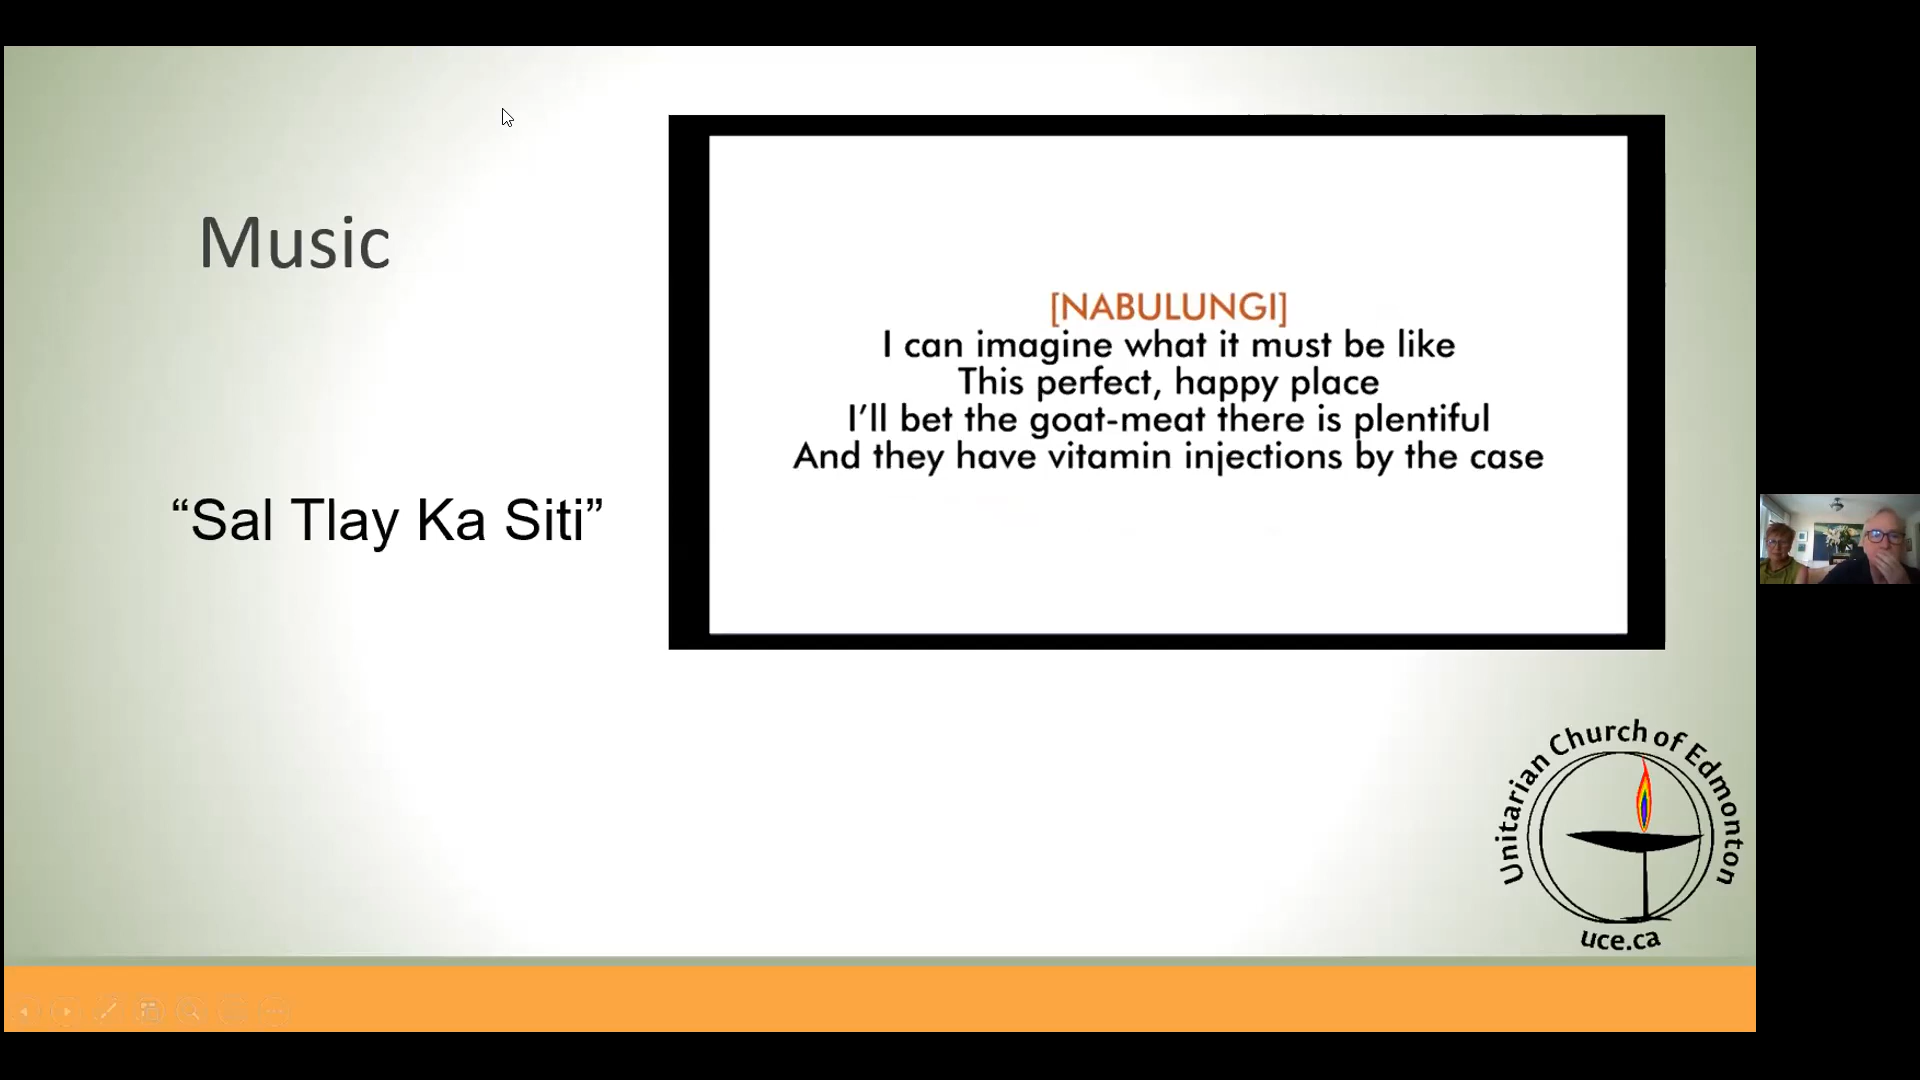 Music
“Sal Tlay Ka Siti”
[NABULUNGI]
I can imagine what it must be like
This perfect, happy place
I’ll bet the goat-meat there is plentiful
And they have vitamin injections by the case
Unitarian Church of Edmonton
uce.ca